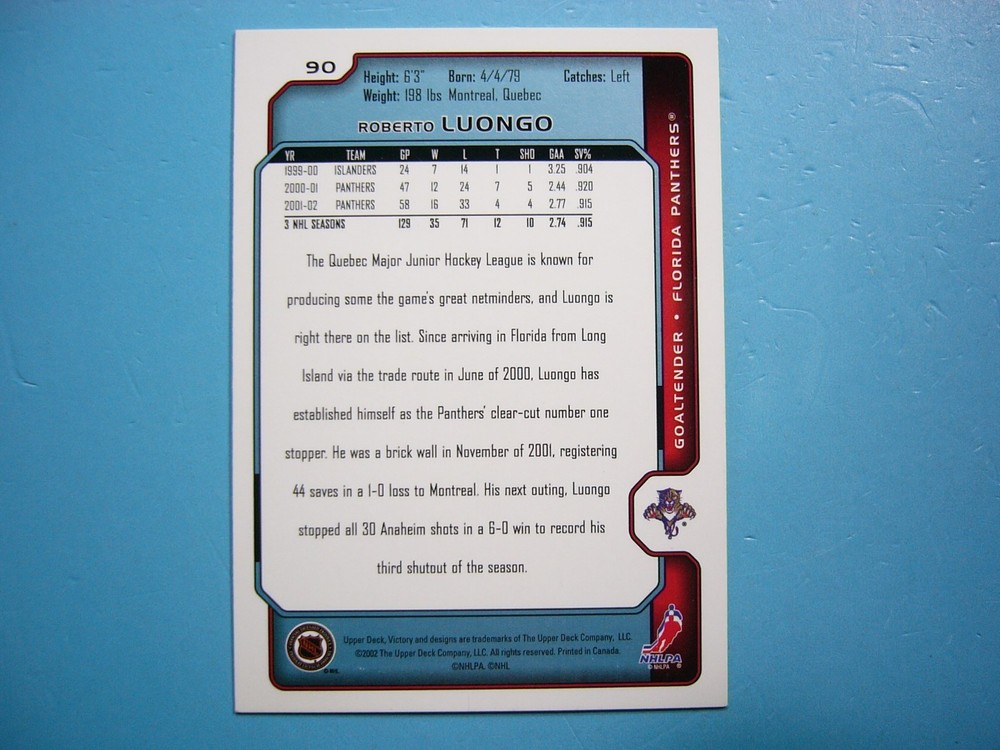 90
Height: 6'3" Born: 4/4/79 Catches: Left
Weight: 198 lbs Montreal, Quebec
ROBERTO LUONGO
YR TEAM GP W L T SHO GAA SV%
1999-00 ISLANDERS 24 7 14 1 1 3.25 .904
2000-01 PANTHERS 47 12 24 7 5 2.44 .920
2001-02 PANTHERS 58 16 33 4 4 2.77 .915
3 NHL SEASONS 129 35 71 12 10 2.74 .915
The Quebec Major Junior Hockey League is known for
producing some the game's great netminders, and Luongo is
right there on the list. Since arriving in Florida from Long
Island via the trade route in June of 2000, Luongo has
established himself as the Panthers' clear-cut number one
stopper. He was a brick wall in November of 2001, registering
44 saves in a 1-0 loss to Montreal. His next outing, Luongo
stopped all 30 Anaheim shots in a 6-0 win to record his
third shutout of the season.
GOALTENDER • FLORIDA PANTHERS®
Upper Deck, Victory and designs are trademarks of The Upper Deck Company, LLC.
©2002 The Upper Deck Company, LLC. All rights reserved. Printed in Canada.
©NHLPA. ©NHL
NHL
NHLPA
© NHLPA